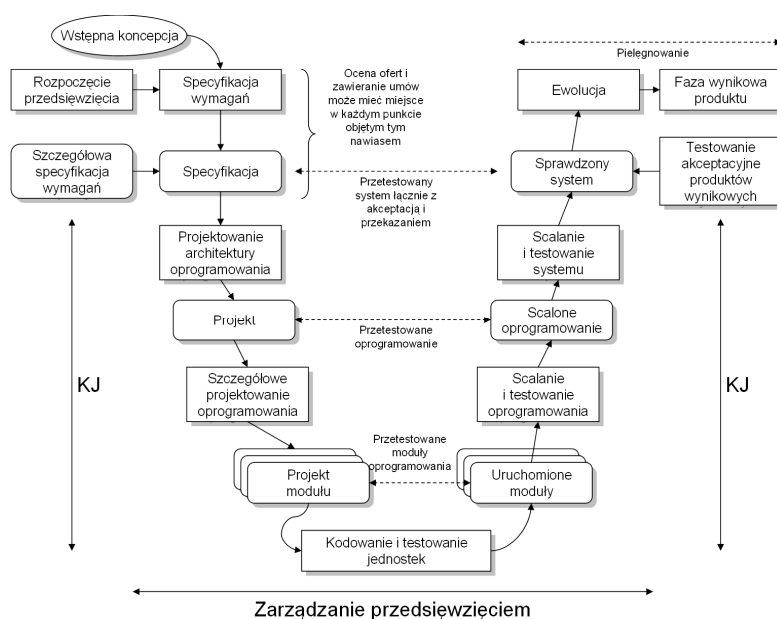 Wstępna koncepcja
Rozpoczęcie
przedsięwzięcia
Specyfikacja
wymagań
Ocena ofert i
zawieranie umów
może mieć miejsce
w każdym punkcie
objętym tym
nawiasem
Pielęgnowanie
Ewolucja
Faza wynikowa
produktu
Szczegółowa
specyfikacja
wymagań
Specyfikacja
Przetestowany
system łącznie z
akceptacją i
przekazaniem
Sprawdzony
system
Testowanie
akceptacyjne
produktów
wynikowych
Projektowanie
architektury
oprogramowania
Scalanie
i testowanie
systemu
Projekt
Przetestowane
oprogramowanie
Scalone
oprogramowanie
KJ
Szczegółowe
projektowanie
oprogramowania
Scalanie
i testowanie
oprogramowania
KJ
Przetestowane
moduły
oprogramowania
Projekt
modułu
Uruchomione
moduły
Kodowanie i testowanie
jednostek
Zarządzanie przedsięwzięciem